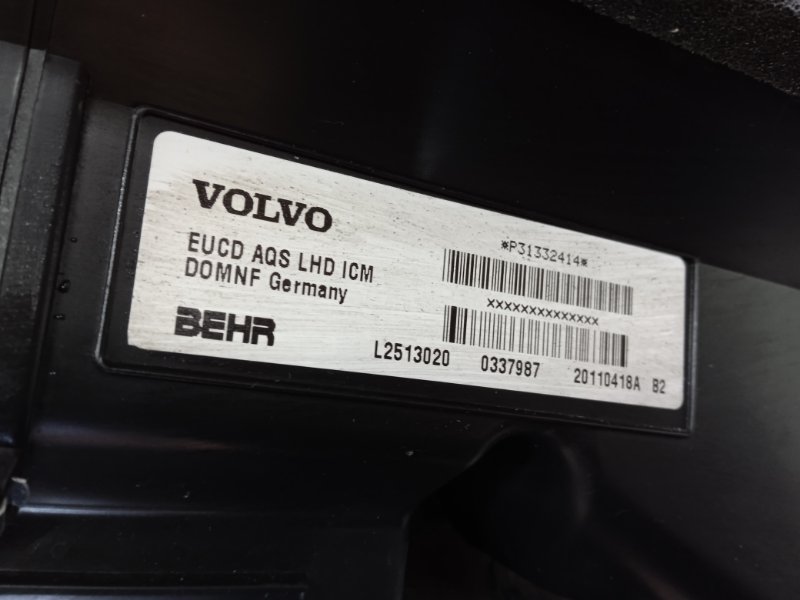 VOLVO
EUCD AQS LHD ICM
DOMNF Germany
BEHR
*P31332414*
XXXXXXXXXXXXXX
L2513020 0337987 20110418A B2